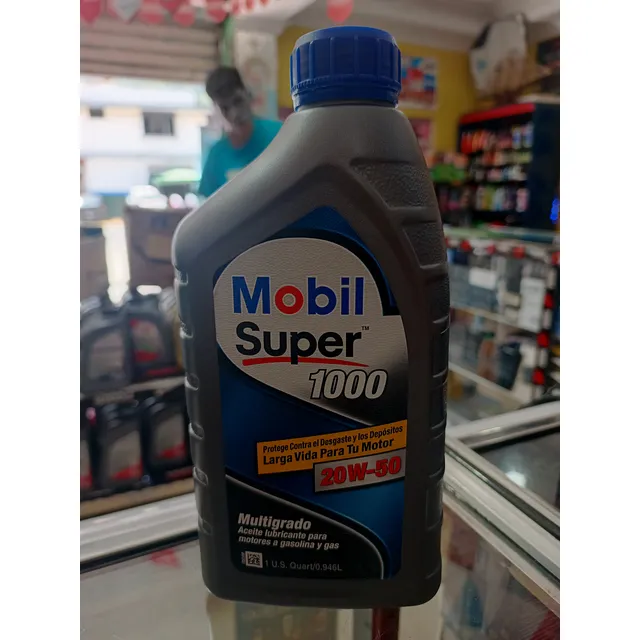 Mobil
Super™
1000
Protege Contra el Desgaste y los Depósitos
Larga Vida Para Tu Motor
20W-50
Multigrado
Aceite lubricante para
motores a gasolina y gas
1 U.S. Quart/0.946L